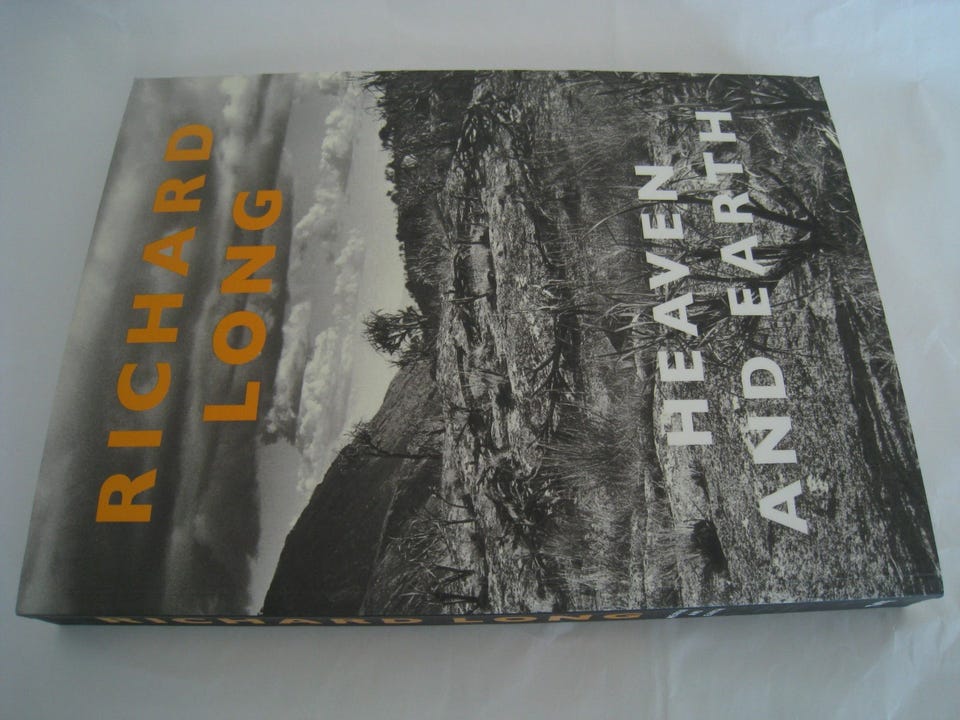 RICHARD
LONG
HEAVEN
AND EARTH
RICHARD LONG